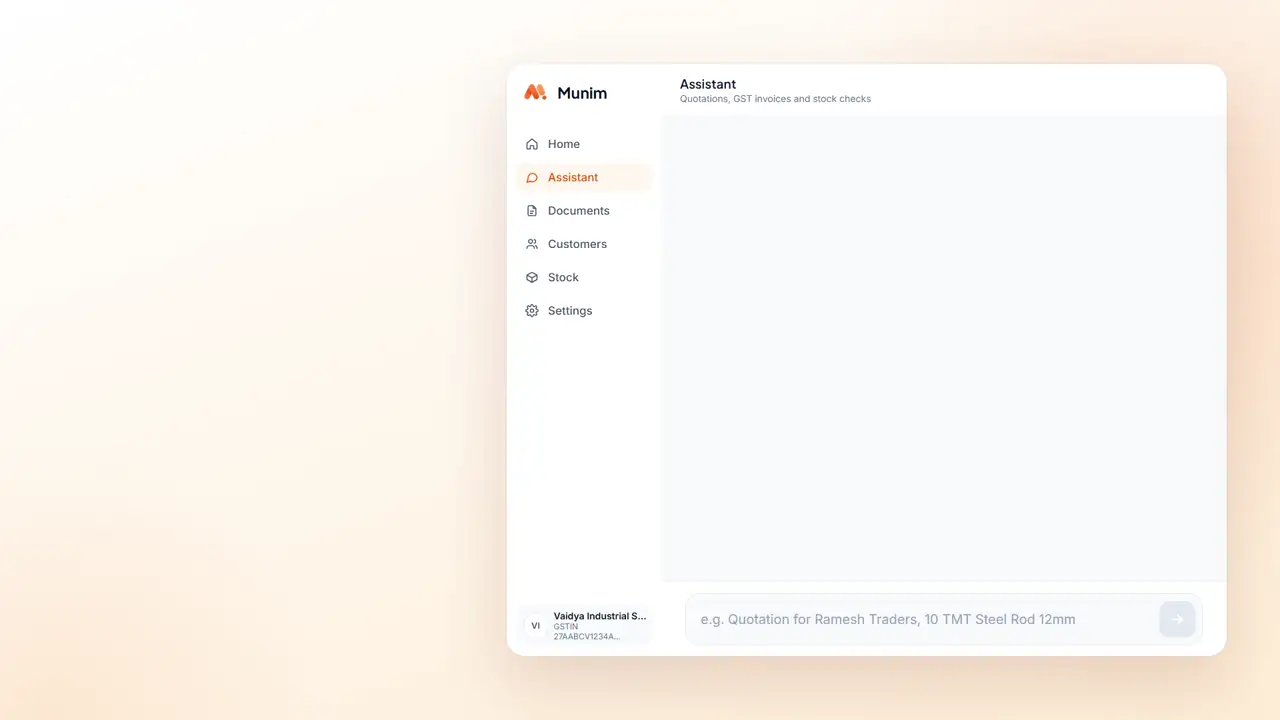 Munim
Assistant
Quotations, GST invoices and stock checks
Home
Assistant
Documents
Customers
Stock
Settings
VI
Vaidya Industrial S...
GSTIN
27AABCV1234A...
e.g. Quotation for Ramesh Traders, 10 TMT Steel Rod 12mm